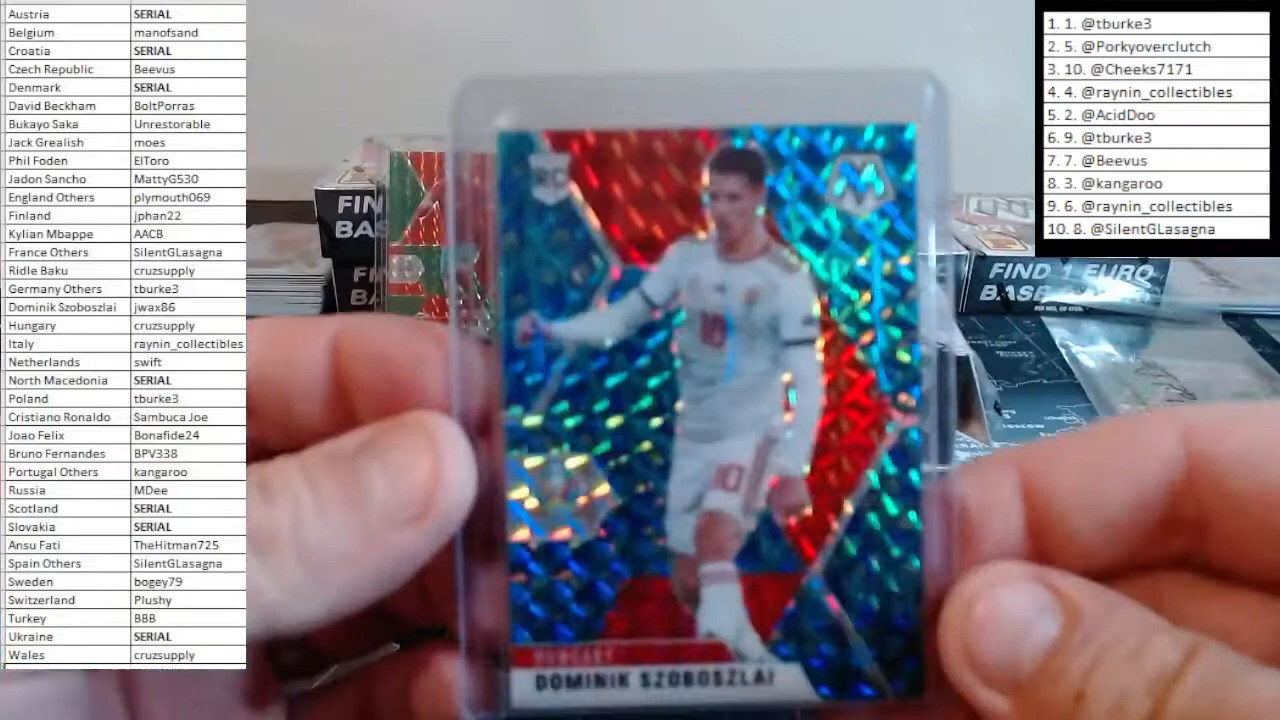 Austria SERIAL
Belgium manofsand
Croatia SERIAL
Czech Republic Beevus
Denmark SERIAL
David Beckham BoltPorras
Bukayo Saka Unrestorable
Jack Grealish moes
Phil Foden ElToro
Jadon Sancho MattyG530
England Others plymouth069
Finland jphan22
Kylian Mbappe AACB
France Others SilentGLasagna
Ridle Baku cruzsupply
Germany Others tburke3
Dominik Szoboszlai jwax86
Hungary cruzsupply
Italy raynin_collectibles
Netherlands swift
North Macedonia SERIAL
Poland tburke3
Cristiano Ronaldo Sambuca Joe
Joao Felix Bonafide24
Bruno Fernandes BPV338
Portugal Others kangaroo
Russia MDee
Scotland SERIAL
Slovakia SERIAL
Ansu Fati TheHitman725
Spain Others SilentGLasagna
Sweden bogey79
Switzerland Plushy
Turkey BBB
Ukraine SERIAL
Wales cruzsupply
1. 1. @tburke3
2. 5. @Porkyoverclutch
3. 10. @Cheeks7171
4. 4. @raynin_collectibles
5. 2. @AcidDoo
6. 9. @tburke3
7. 7. @Beevus
8. 3. @kangaroo
9. 6. @raynin_collectibles
10. 8. @SilentGLasagna
RC
M
10
10
HUNGARY
DOMINIK SZOBOSZLAI
FIN
BAS
FI
B
FIND 1 EURO
BASE